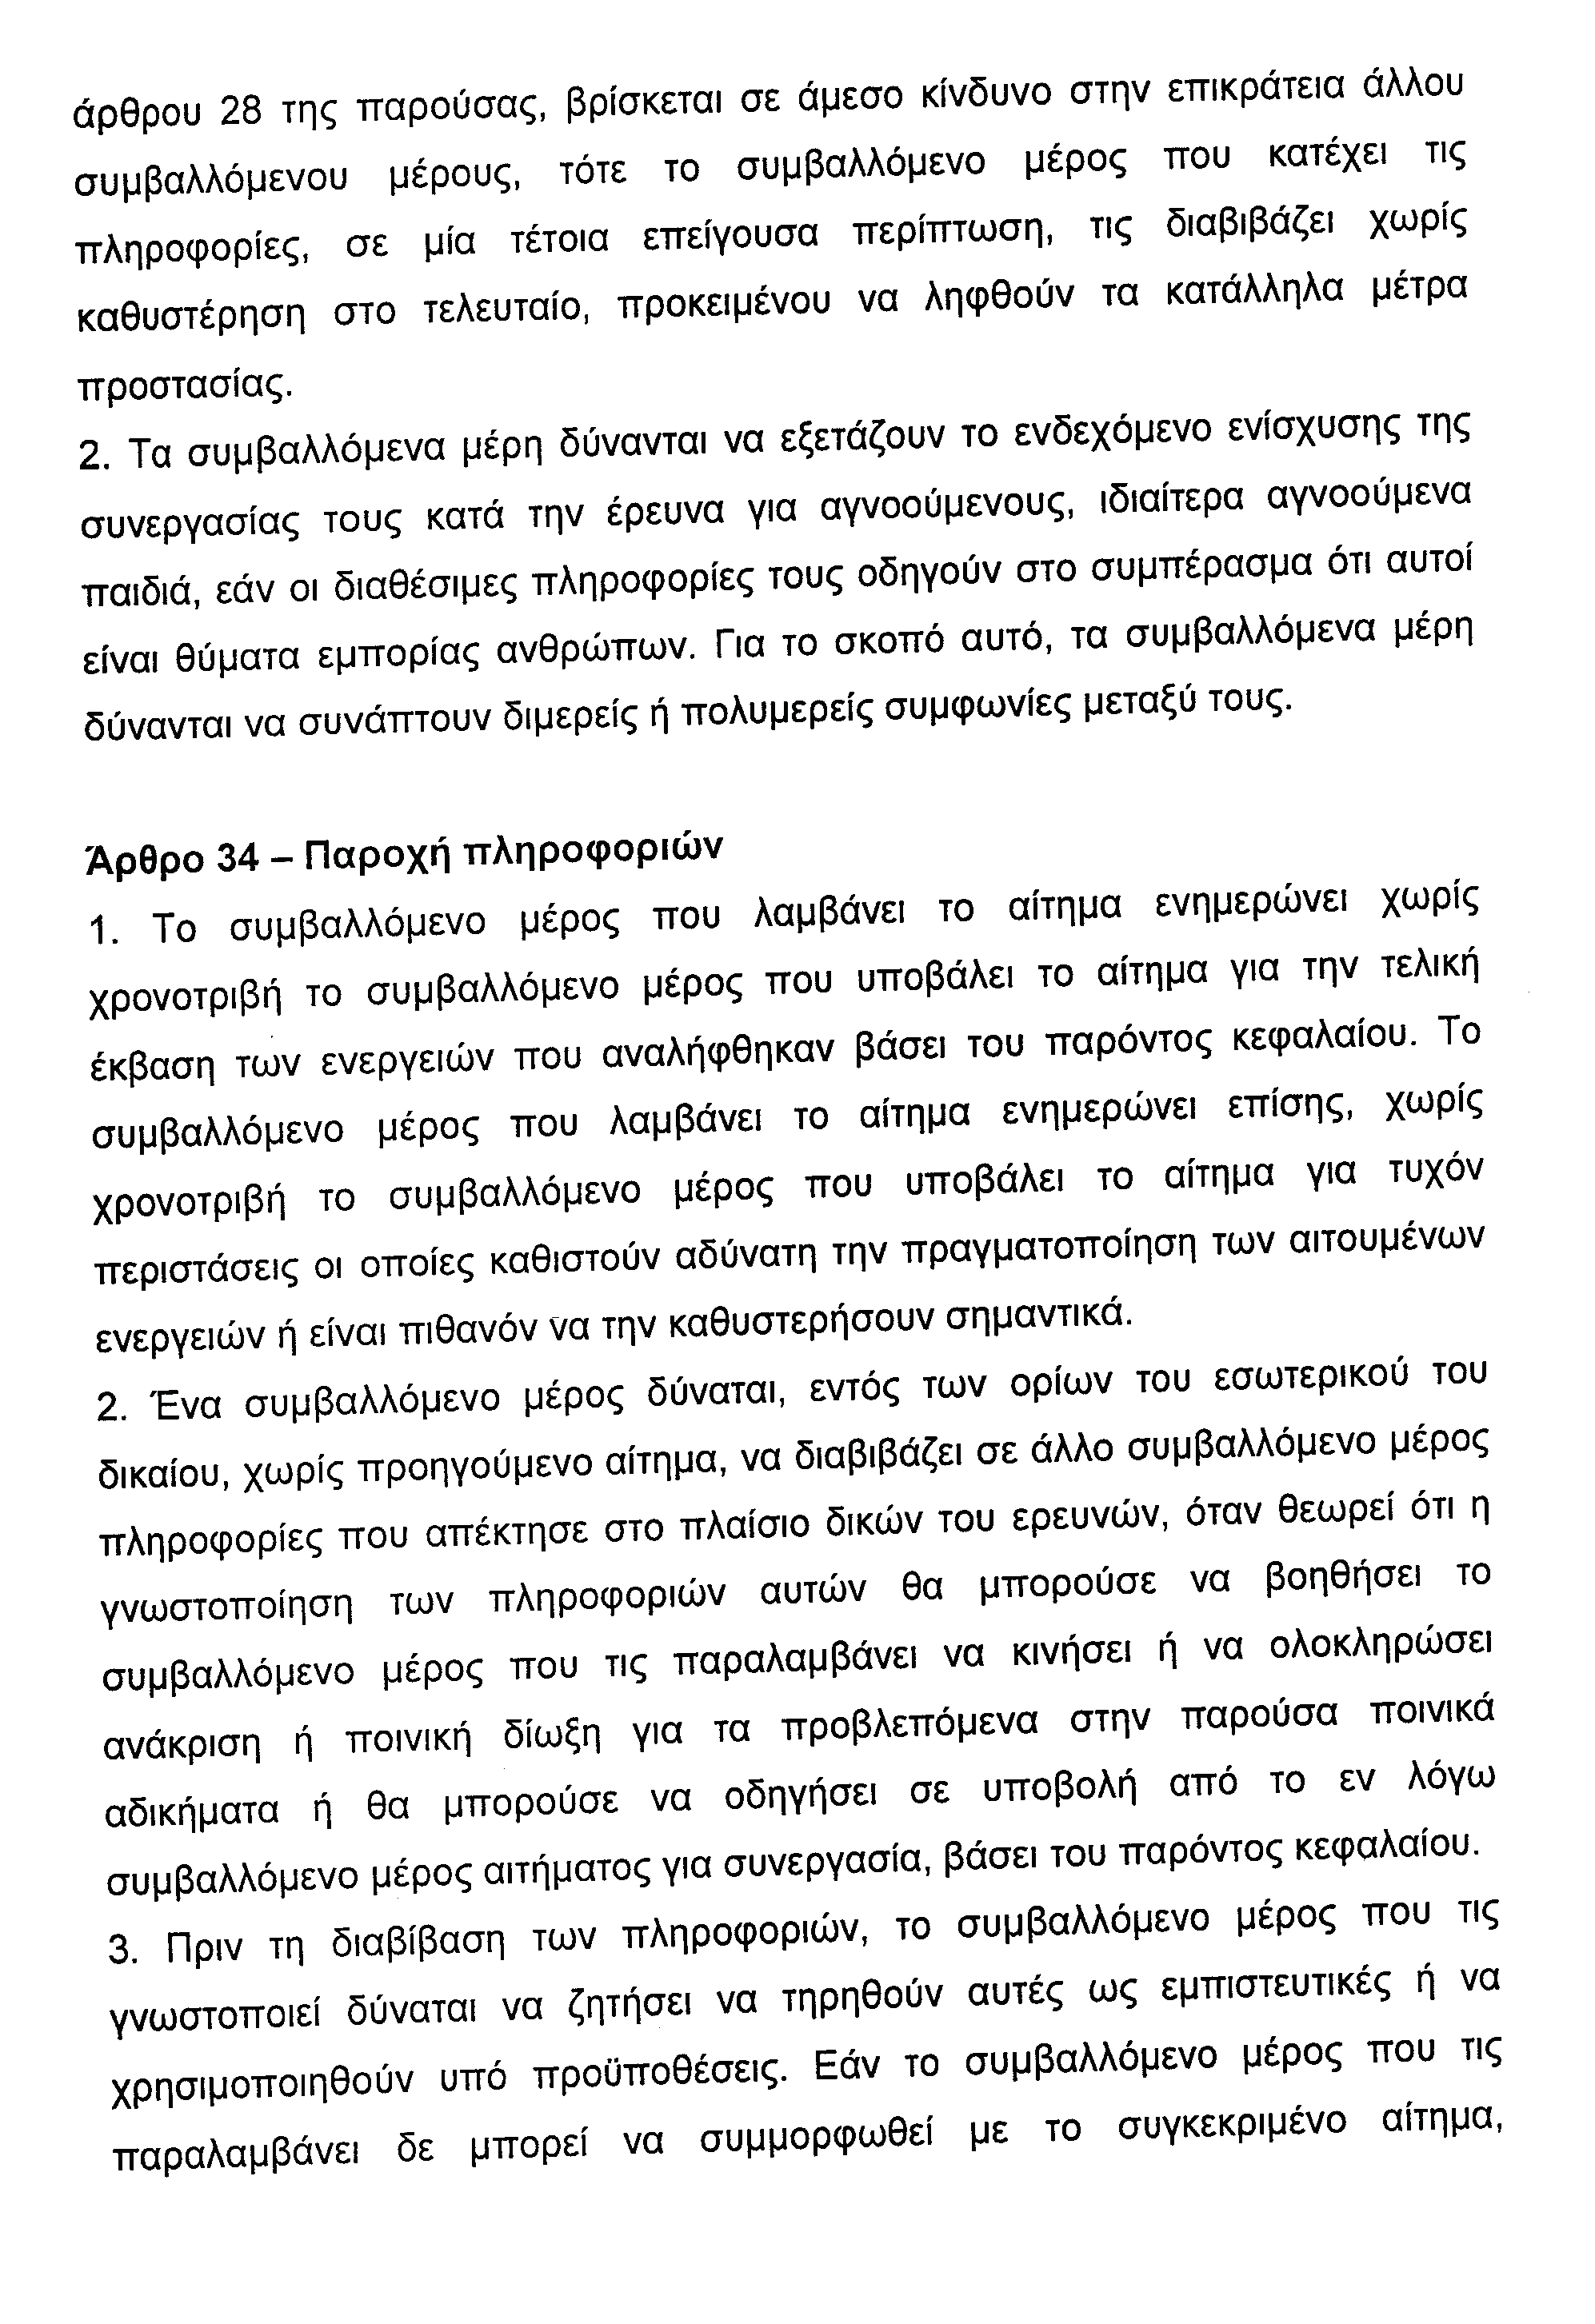 άρθρου 28 της παρούσας, βρίσκεται σε άμεσο κίνδυνο στην επικράτεια άλλου
συμβαλλόμενου μέρους, τότε το συμβαλλόμενο μέρος που κατέχει τις
πληροφορίες, σε μία τέτοια επείγουσα περίπτωση, τις διαβιβάζει χωρίς
καθυστέρηση στο τελευταίο, προκειμένου να ληφθούν τα κατάλληλα μέτρα
προστασίας.
2. Τα συμβαλλόμενα μέρη δύνανται να εξετάζουν το ενδεχόμενο ενίσχυσης της
συνεργασίας τους κατά την έρευνα για αγνοούμενους, ιδιαίτερα αγνοούμενα
παιδιά, εάν οι διαθέσιμες πληροφορίες τους οδηγούν στο συμπέρασμα ότι αυτοί
είναι θύματα εμπορίας ανθρώπων. Για το σκοπό αυτό, τα συμβαλλόμενα μέρη
δύνανται να συνάπτουν διμερείς ή πολυμερείς συμφωνίες μεταξύ τους.
Άρθρο 34 – Παροχή πληροφοριών
1. Το συμβαλλόμενο μέρος που λαμβάνει το αίτημα ενημερώνει χωρίς
χρονοτριβή το συμβαλλόμενο μέρος που υποβάλει το αίτημα για την τελική
έκβαση των ενεργειών που αναλήφθηκαν βάσει του παρόντος κεφαλαίου. Το
συμβαλλόμενο μέρος που λαμβάνει το αίτημα ενημερώνει επίσης, χωρίς
χρονοτριβή το συμβαλλόμενο μέρος που υποβάλει το αίτημα για τυχόν
περιστάσεις οι οποίες καθιστούν αδύνατη την πραγματοποίηση των αιτουμένων
ενεργειών ή είναι πιθανόν να την καθυστερήσουν σημαντικά.
2. Ένα συμβαλλόμενο μέρος δύναται, εντός των ορίων του εσωτερικού του
δικαίου, χωρίς προηγούμενο αίτημα, να διαβιβάζει σε άλλο συμβαλλόμενο μέρος
πληροφορίες που απέκτησε στο πλαίσιο δικών του ερευνών, όταν θεωρεί ότι η
γνωστοποίηση των πληροφοριών αυτών θα μπορούσε να βοηθήσει το
συμβαλλόμενο μέρος που τις παραλαμβάνει να κινήσει ή να ολοκληρώσει
ανάκριση ή ποινική δίωξη για τα προβλεπόμενα στην παρούσα ποινικά
αδικήματα ή θα μπορούσε να οδηγήσει σε υποβολή από το εν λόγω
συμβαλλόμενο μέρος αιτήματος για συνεργασία, βάσει του παρόντος κεφαλαίου.
3. Πριν τη διαβίβαση των πληροφοριών, το συμβαλλόμενο μέρος που τις
γνωστοποιεί δύναται να ζητήσει να τηρηθούν αυτές ως εμπιστευτικές ή να
χρησιμοποιηθούν υπό προϋποθέσεις. Εάν το συμβαλλόμενο μέρος που τις
παραλαμβάνει δε μπορεί να συμμορφωθεί με το συγκεκριμένο αίτημα,